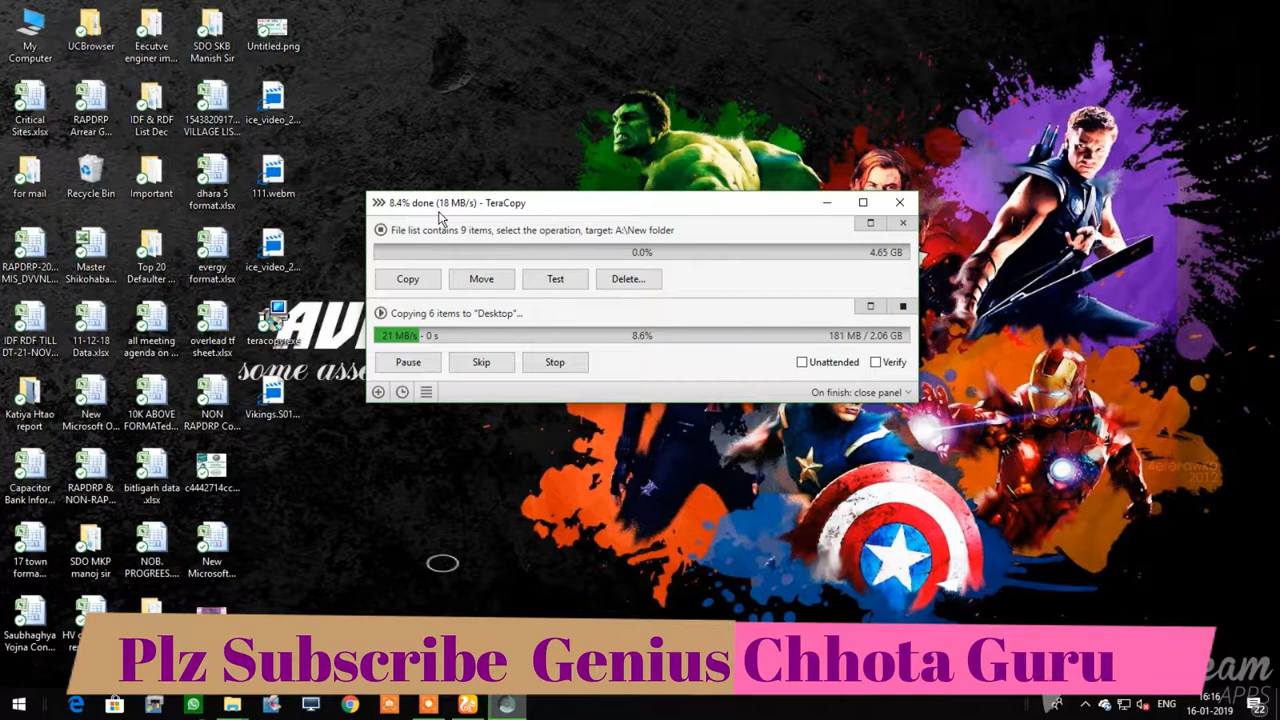 My
Computer
UCBrowser
Eecutve
enginer im...
SDO SKB
Manish Sir
Untitled.png
Critical
Sites.xlsx
RAPDRP
Arrear G...
IDF & RDF
List Dec
1543820917...
VILLAGE LIS...
ice_video_2...
for mail
Recycle Bin
Important
dhara 5
format.xlsx
111.webm
RAPDRP-20...
MIS_DVVNL...
Master
Shikohaba...
Top 20
Defaulter ...
evergy
format.xlsx
ice_video_2...
IDF RDF TILL
DT-21-NOV...
11-12-18
Data.xlsx
all meeting
agenda on ...
overlead tf
sheet.xlsx
teracopy.exe
Katiya Htao
report
New
Microsoft O...
10K ABOVE
FORMATed...
NON
RAPDRP Co...
Vikings.S01...
Capacitor
Bank Infor...
RAPDRP &
NON-RAP...
bitligarh data
.xlsx
c4442714cc...
17 town
forma...
SDO MKP
manoj sir
NOB.
PROGREES...
New
Microsoft...
Saubhaghya
Yojna Con...
8.4% done (18 MB/s) - TeraCopy
File list contains 9 items, select the operation, target: A:\New folder
0.0% 4.65 GB
Copy Move Test Delete...
Copying 6 items to "Desktop"...
21 MB/s - 0 s 8.6% 181 MB / 2.06 GB
Pause Skip Stop Unattended Verify
On finish: close panel
some asse
Plz Subscribe Genius Chhota Guru
eam
APPS
ENG
16:16
16-01-2019
22